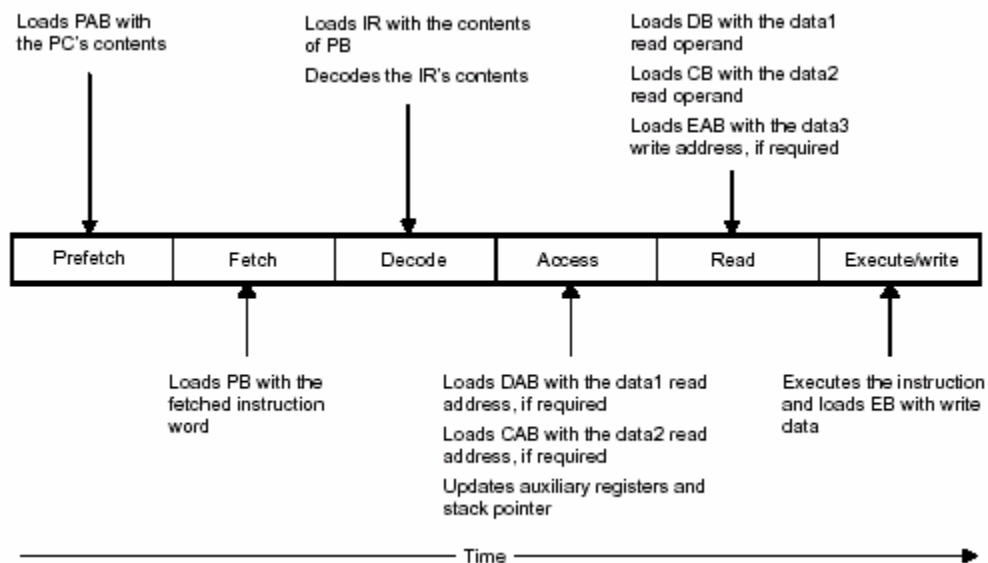 Loads PAB with
the PC's contents
Loads IR with the contents
of PB
Decodes the IR's contents
Loads DB with the data1
read operand
Loads CB with the data2
read operand
Loads EAB with the data3
write address, if required
Prefetch
Fetch
Decode
Access
Read
Execute/write
Loads PB with the
fetched instruction
word
Loads DAB with the data1 read
address, if required
Loads CAB with the data2 read
address, if required
Updates auxiliary registers and
stack pointer
Executes the instruction
and loads EB with write
data
Time